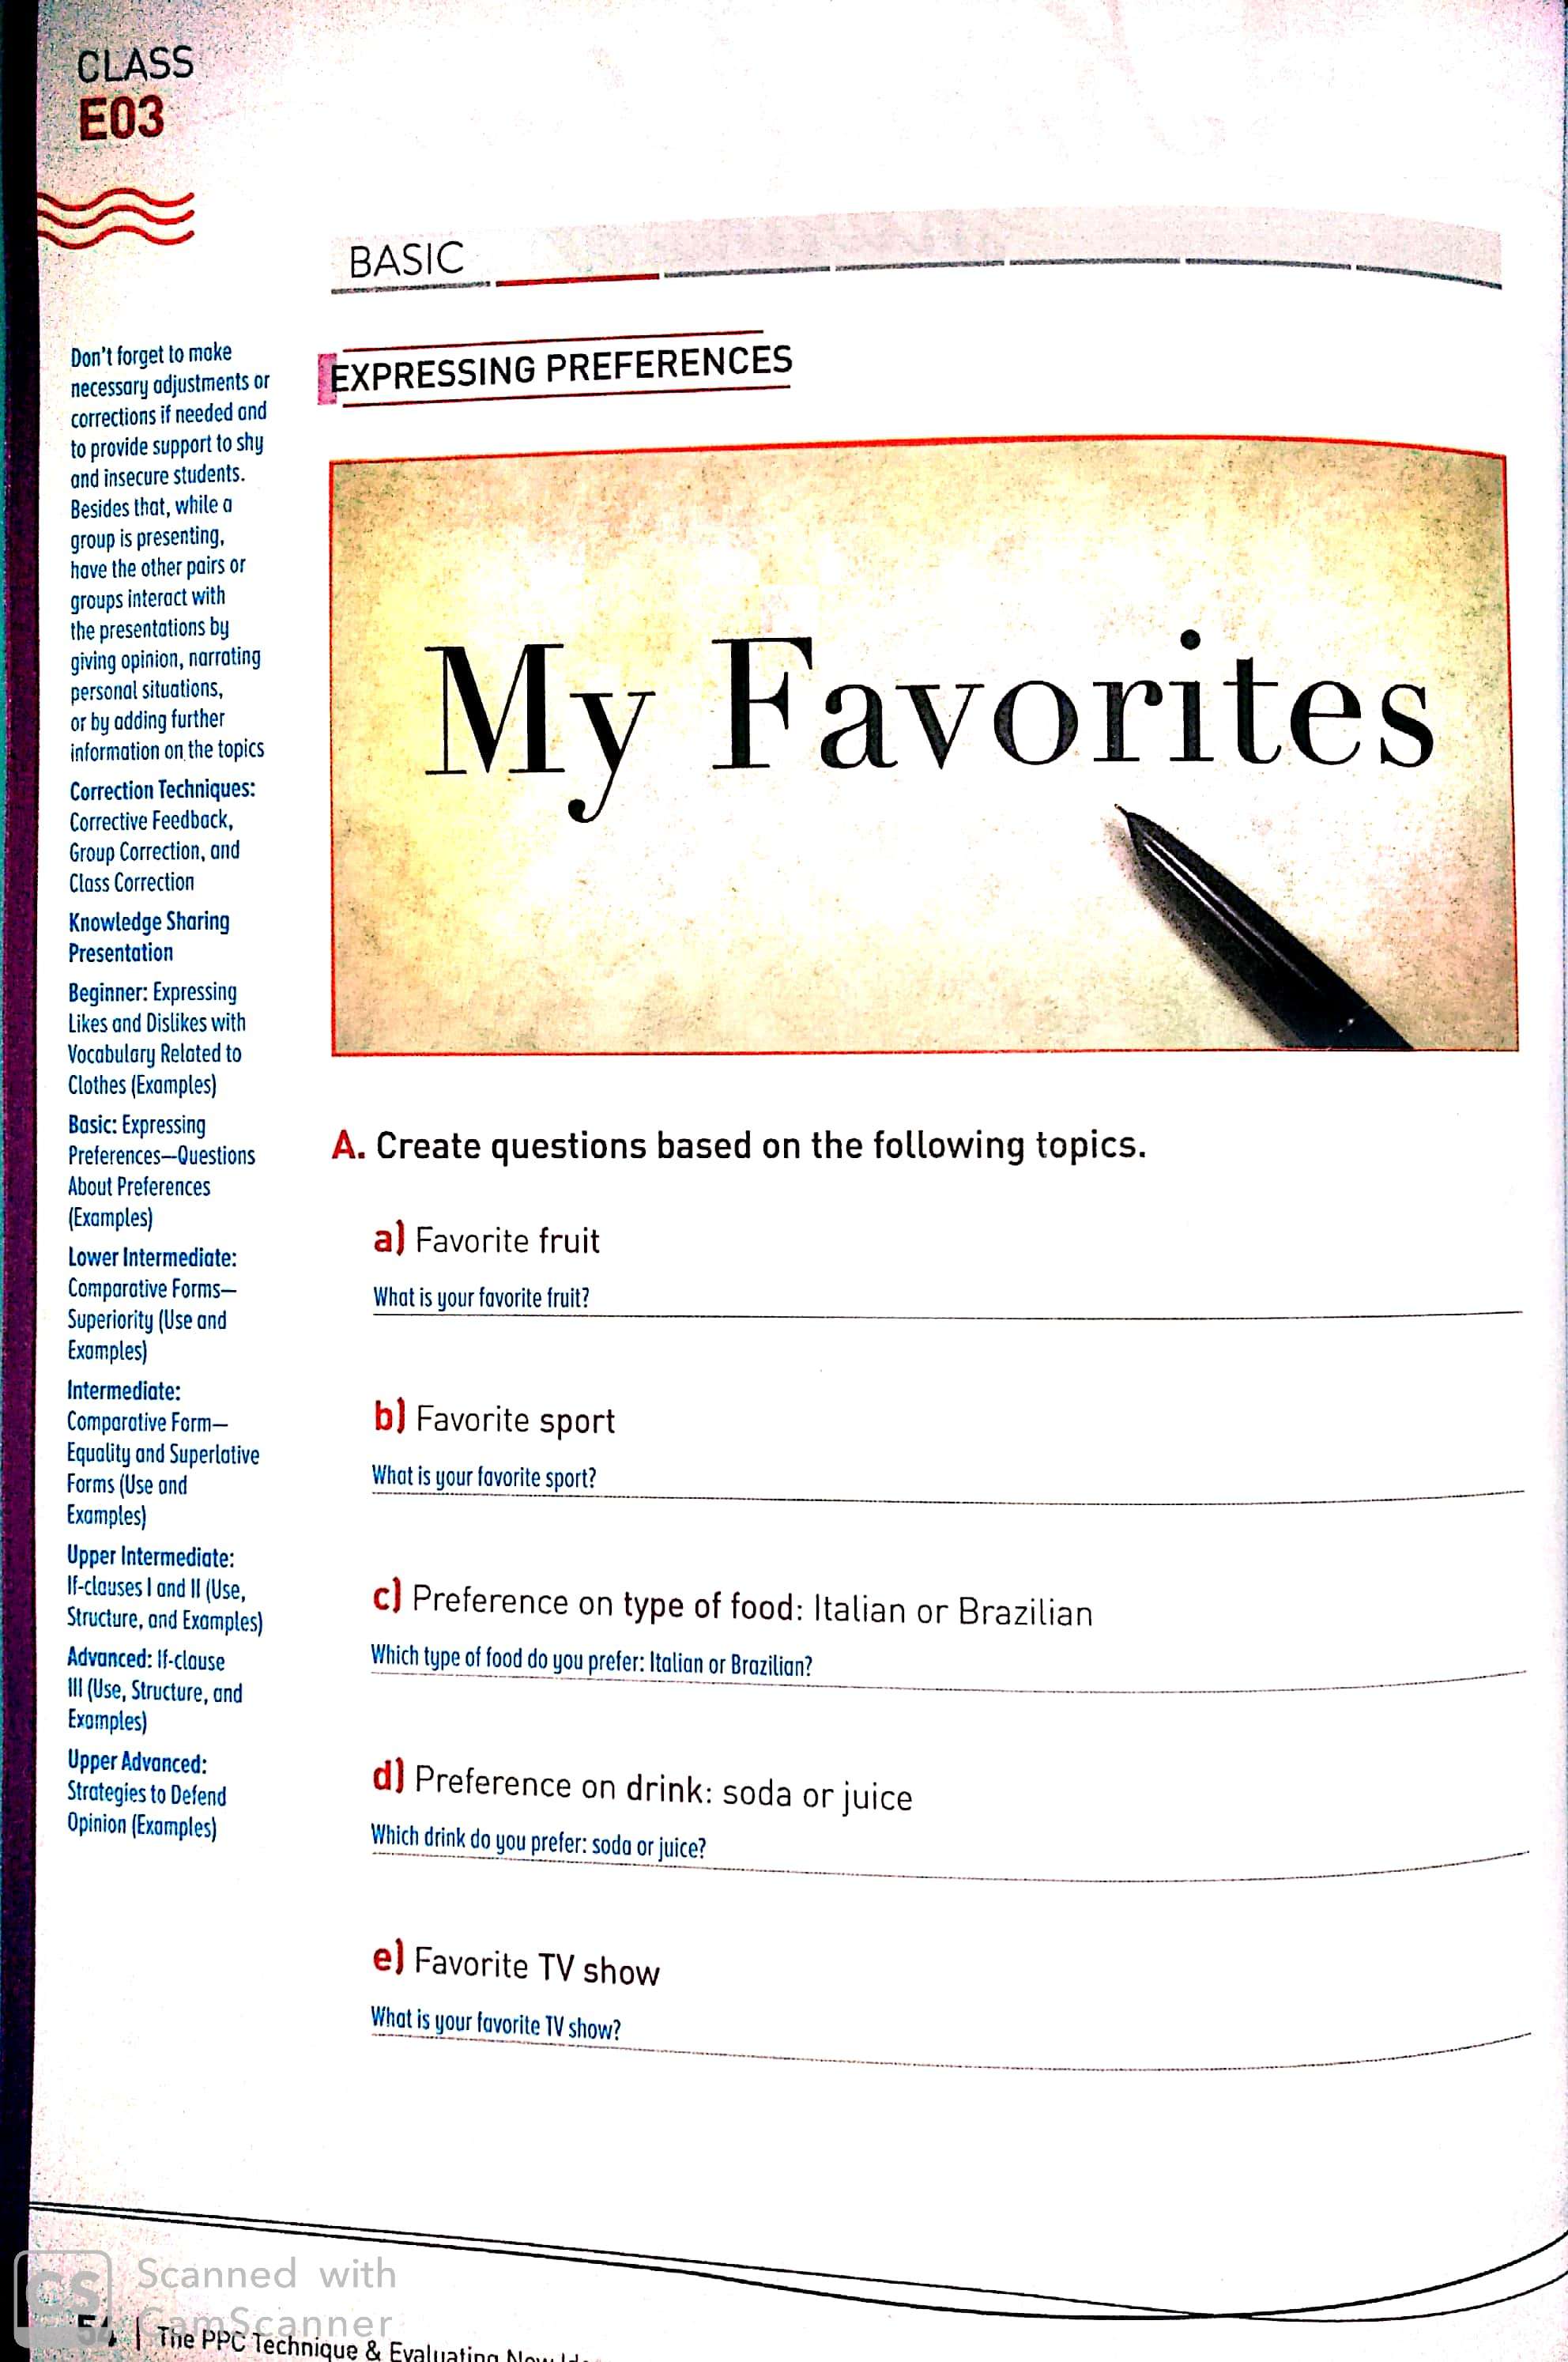 CLASS
E03
BASIC
EXPRESSING PREFERENCES
My Favorites
Don't forget to make
necessary adjustments or
corrections if needed and
to provide support to shy
and insecure students.
Besides that, while a
group is presenting,
have the other pairs or
groups interact with
the presentations by
giving opinion, narrating
personal situations,
or by adding further
information on the topics
Correction Techniques:
Corrective Feedback,
Group Correction, and
Class Correction
Knowledge Sharing
Presentation
Beginner: Expressing
Likes and Dislikes with
Vocabulary Related to
Clothes (Examples)
Basic: Expressing
Preferences—Questions
About Preferences
(Examples)
Lower Intermediate:
Comparative Forms—
Superiority (Use and
Examples)
Intermediate:
Comparative Form—
Equality and Superlative
Forms (Use and
Examples)
Upper Intermediate:
If-clauses I and II (Use,
Structure, and Examples)
Advanced: If-clause
III (Use, Structure, and
Examples)
Upper Advanced:
Strategies to Defend
Opinion (Examples)
A. Create questions based on the following topics.
a) Favorite fruit
What is your favorite fruit?
b) Favorite sport
What is your favorite sport?
c) Preference on type of food: Italian or Brazilian
Which type of food do you prefer: Italian or Brazilian?
d) Preference on drink: soda or juice
Which drink do you prefer: soda or juice?
e) Favorite TV show
What is your favorite TV show?
CS
Scanned with
CamScanner
54 | The PPC Technique & Evaluating New